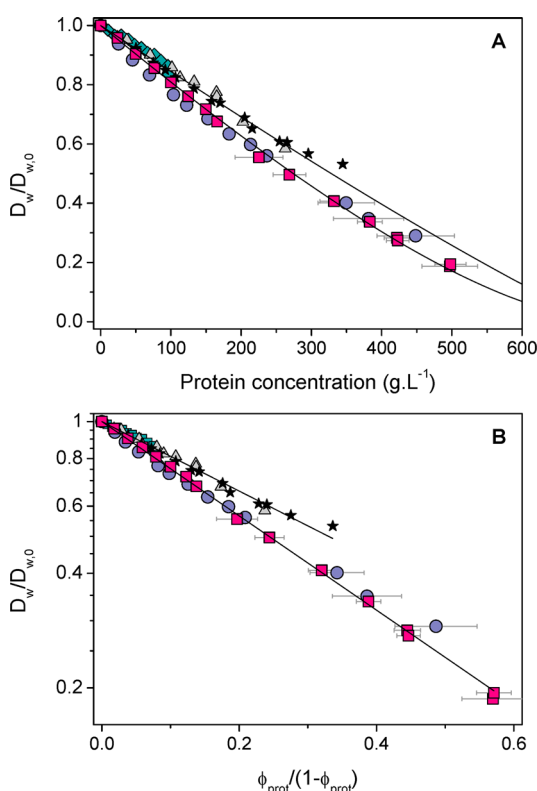 A
1.0
0.8
0.6
0.4
0.2
0.0
D_w/D_w,0
0 100 200 300 400 500 600
Protein concentration (g.L⁻¹)
B
1
0.8
0.6
0.4
0.2
D_w/D_w,0
0.0 0.2 0.4 0.6
ϕ_prot/(1-ϕ_prot)